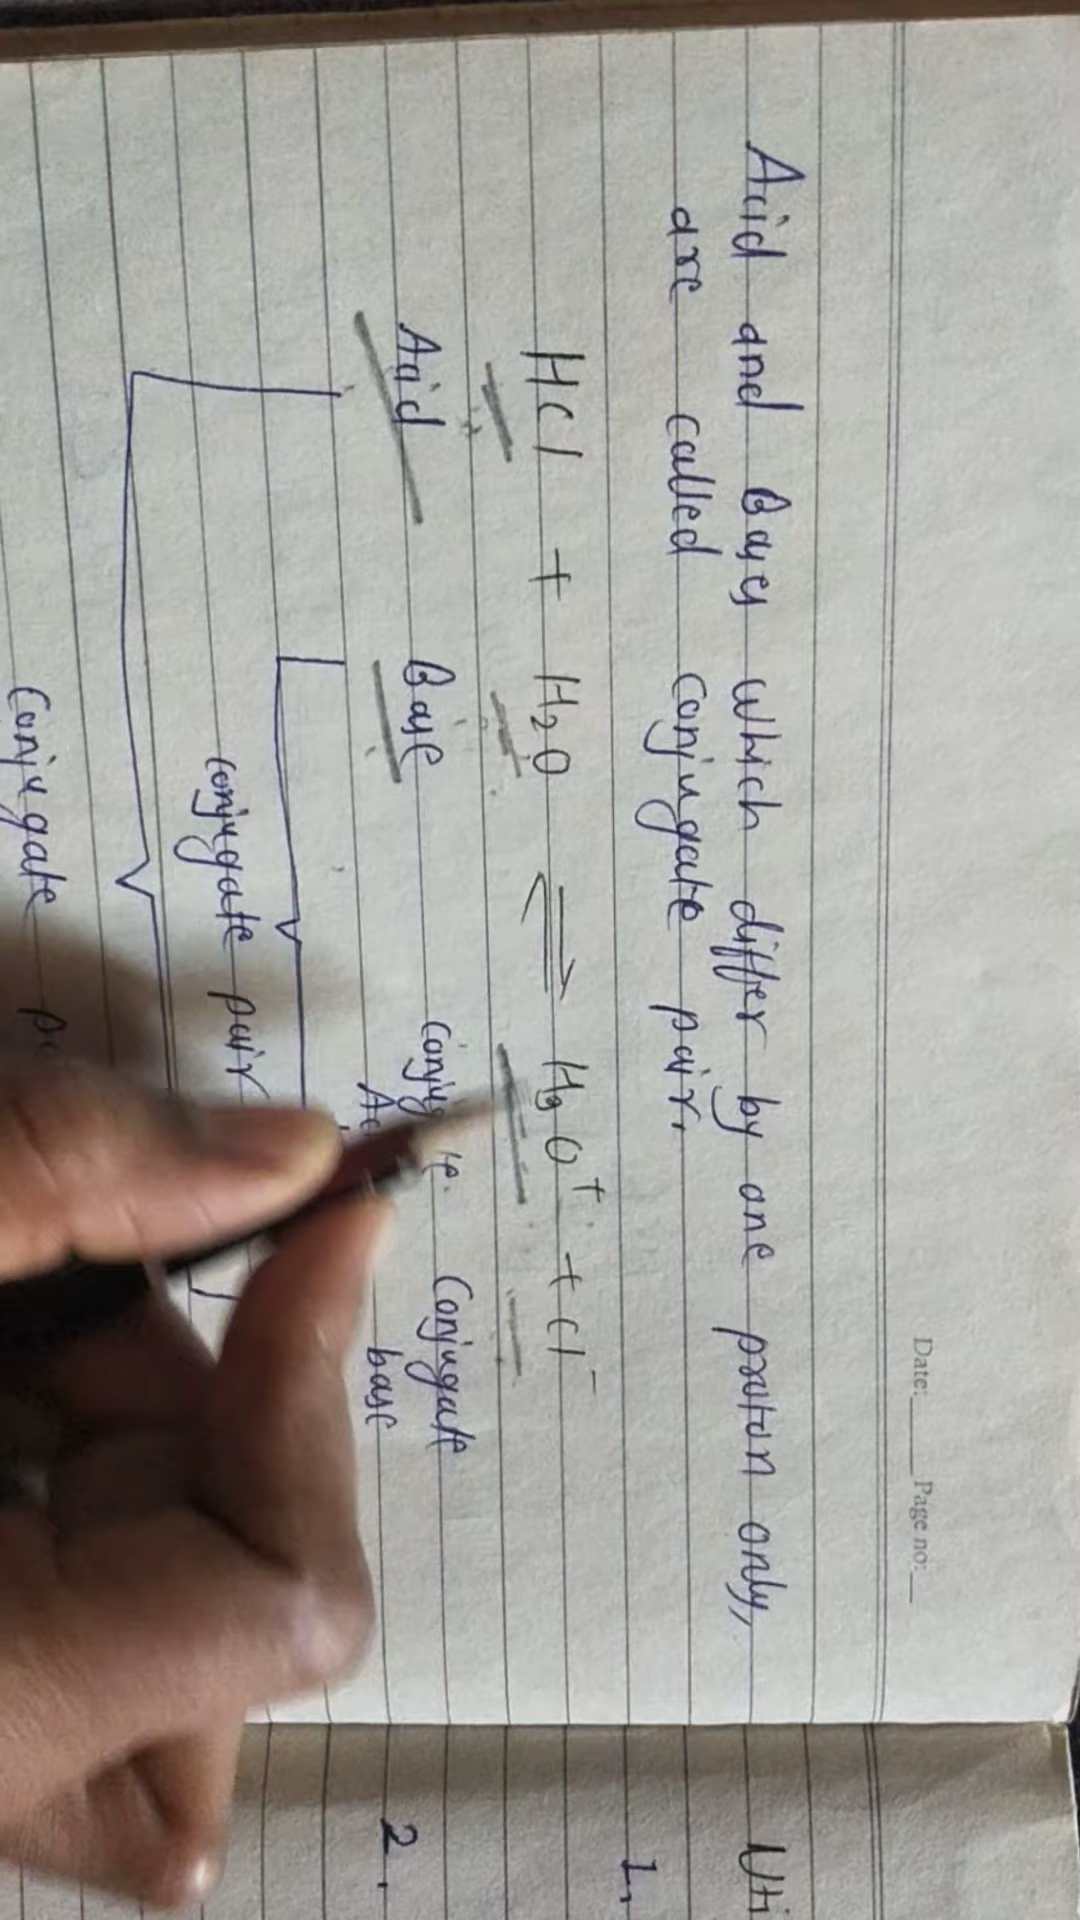 Date: Page no:
Acid and Bases which differ by one proton only,
are called conjugate pair.
HCl + H₂O ⇌ H₃O⁺ + Cl⁻
Acid Base Conjugate
Conjugate
base
conjugate pair
Conjugate
1.
2.